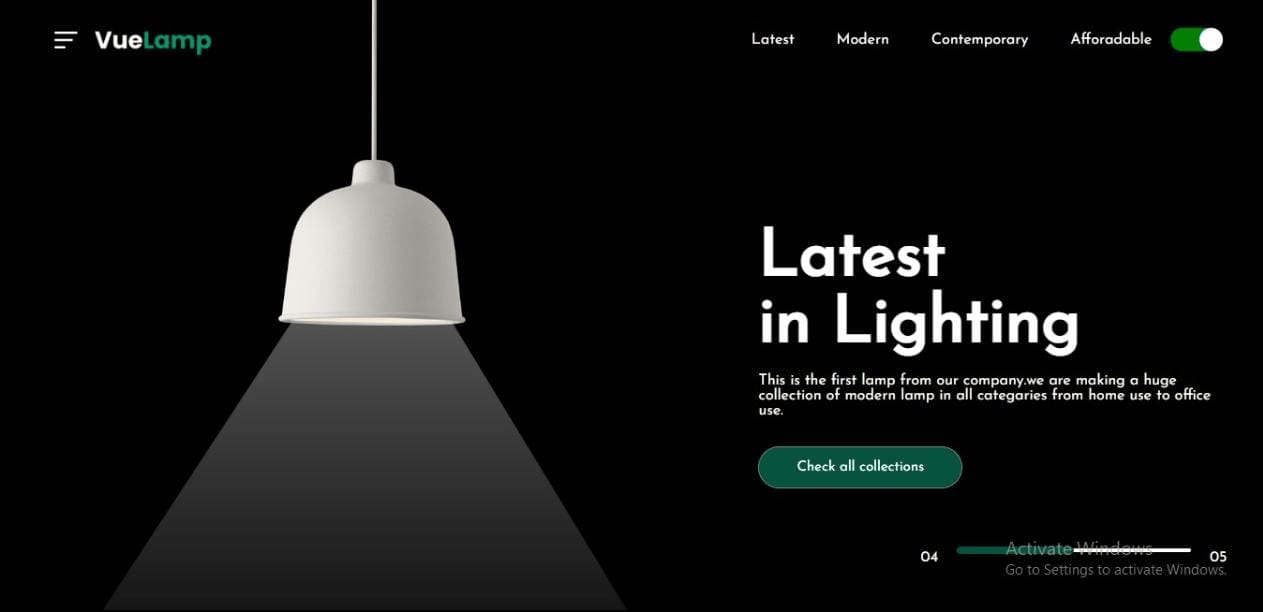 VueLamp
Latest Modern Contemporary Afforadable
Latest
in Lighting
This is the first lamp from our company.we are making a huge
collection of modern lamp in all categaries from home use to office
use.
Check all collections
04 05
Activate Windows
Go to Settings to activate Windows.